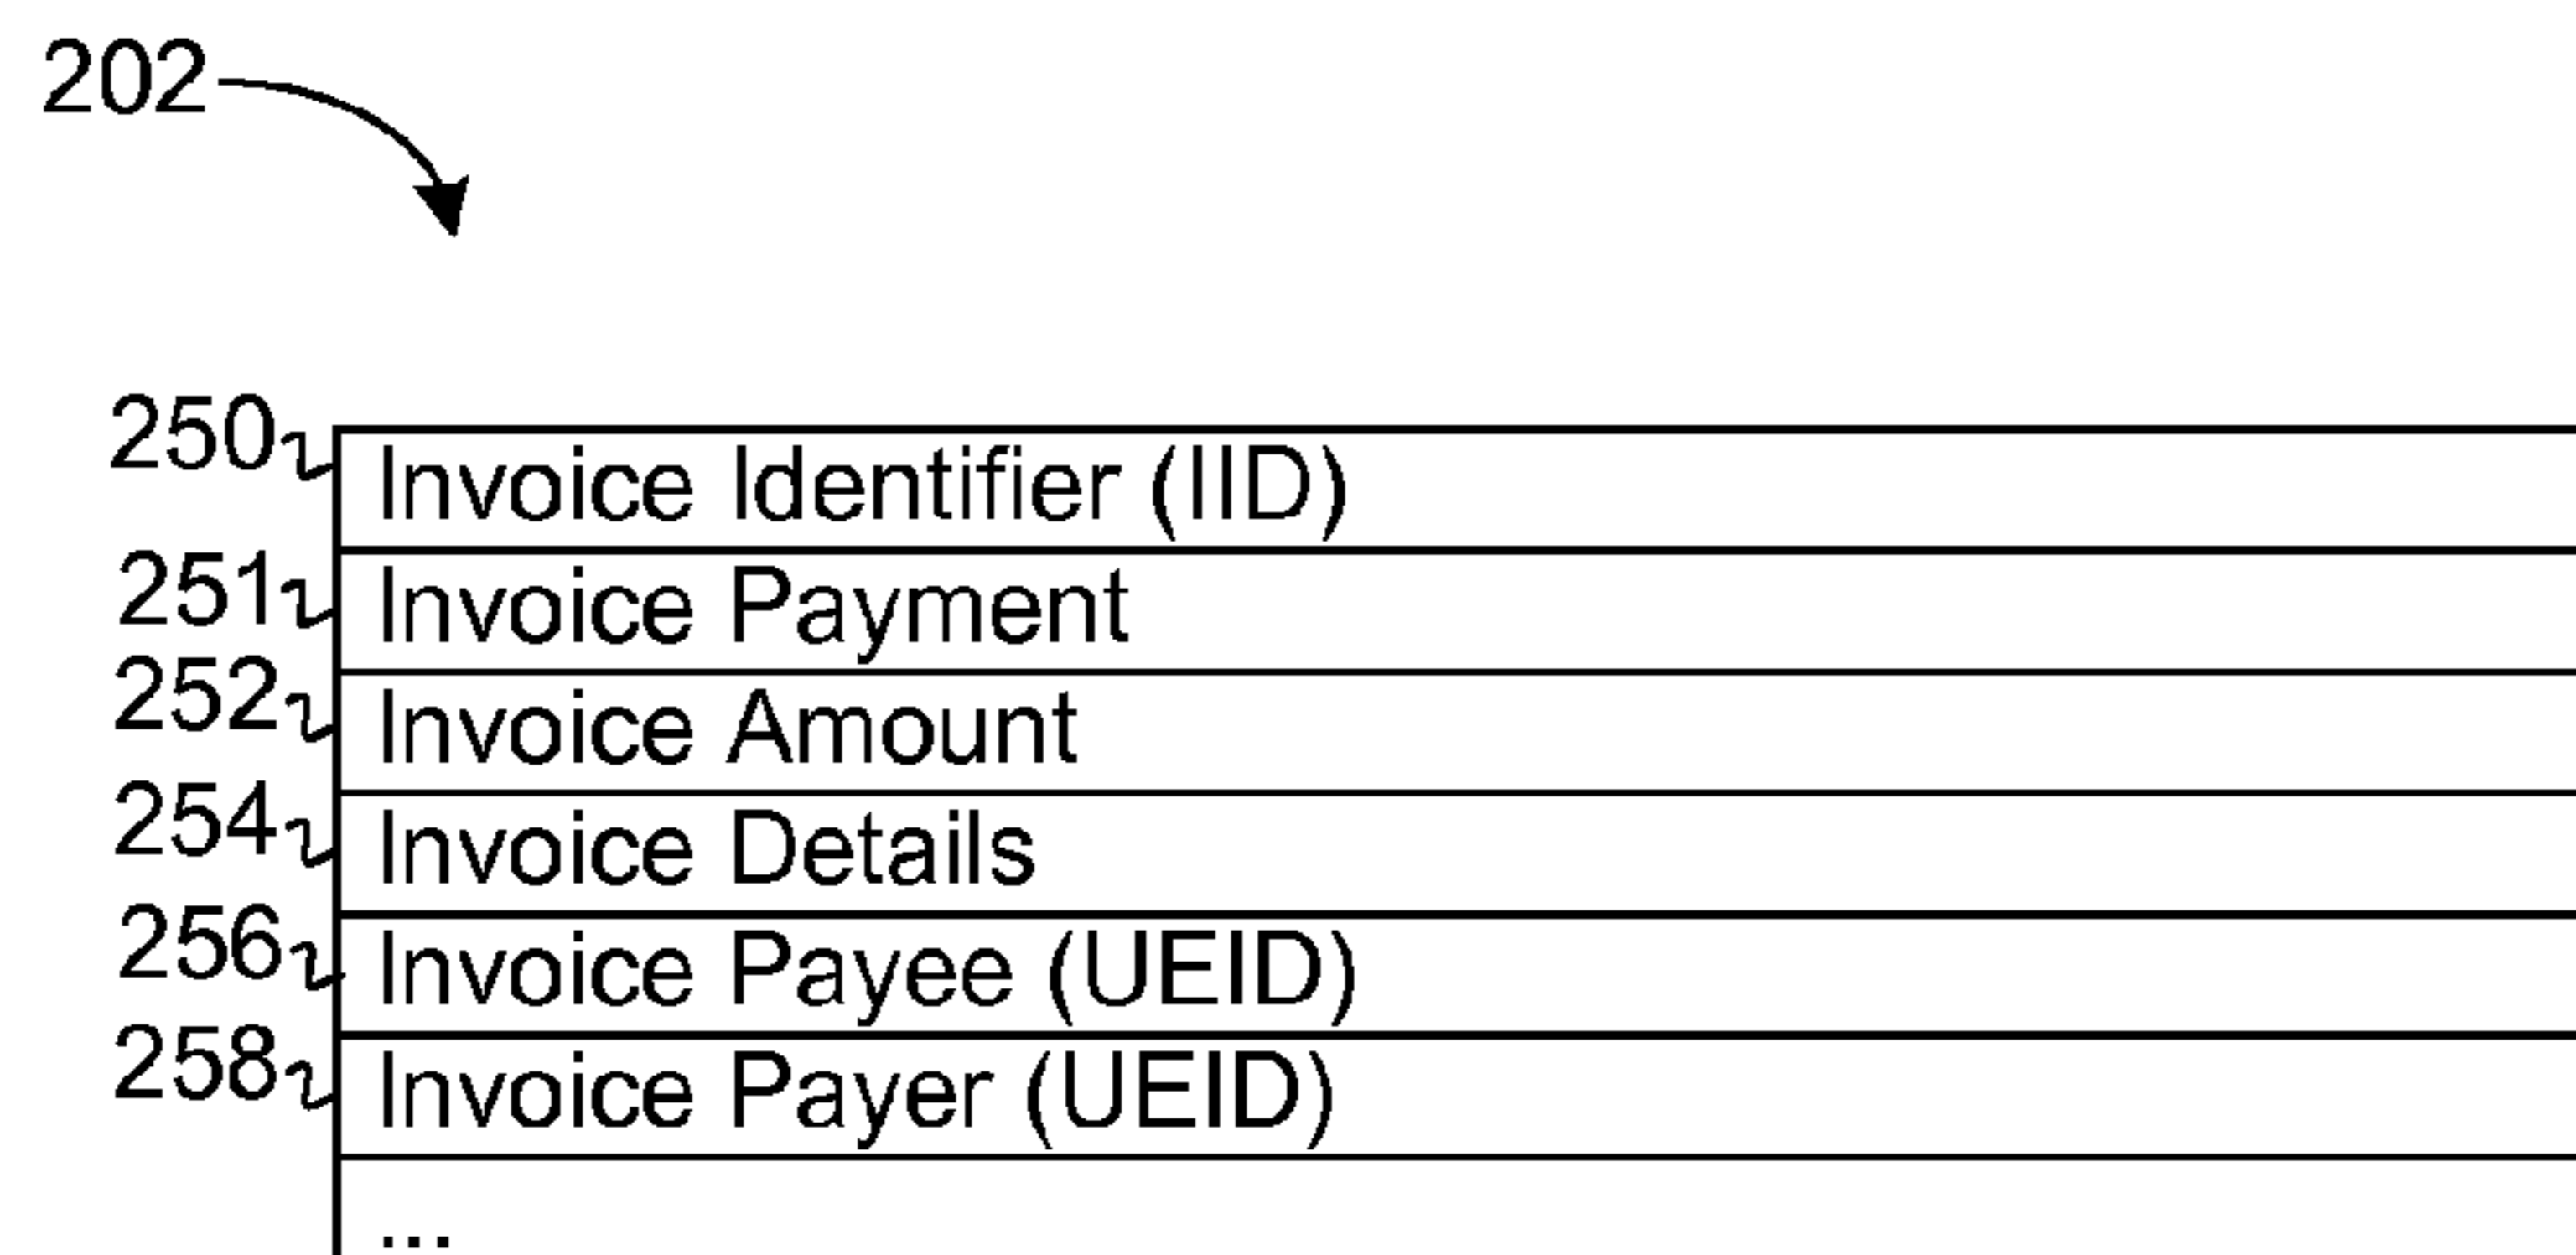 202
250 Invoice Identifier (IID)
251 Invoice Payment
252 Invoice Amount
254 Invoice Details
256 Invoice Payee (UEID)
258 Invoice Payer (UEID)
...